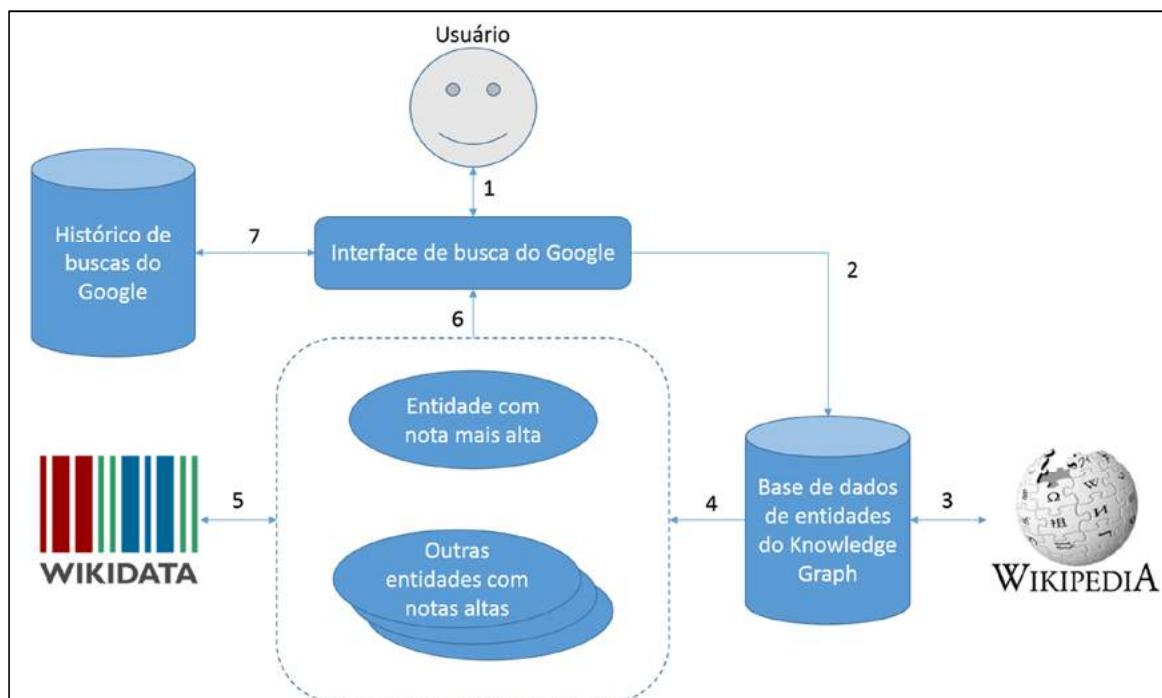 Usuário
1
Histórico de
buscas do
Google
7
Interface de busca do Google
2
6
Entidade com
nota mais alta
WIKIDATA
5
Outras
entidades com
notas altas
4
Base de dados
de entidades
do Knowledge
Graph
3
WIKIPEDIA